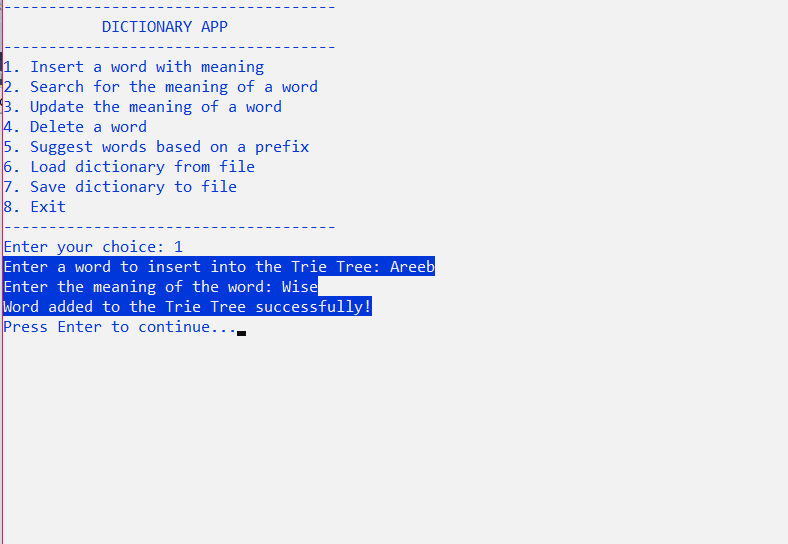 -------------------------------------
DICTIONARY APP
-------------------------------------
1. Insert a word with meaning
2. Search for the meaning of a word
3. Update the meaning of a word
4. Delete a word
5. Suggest words based on a prefix
6. Load dictionary from file
7. Save dictionary to file
8. Exit
-------------------------------------
Enter your choice: 1
Enter a word to insert into the Trie Tree: Areeb
Enter the meaning of the word: Wise
Word added to the Trie Tree successfully!
Press Enter to continue...